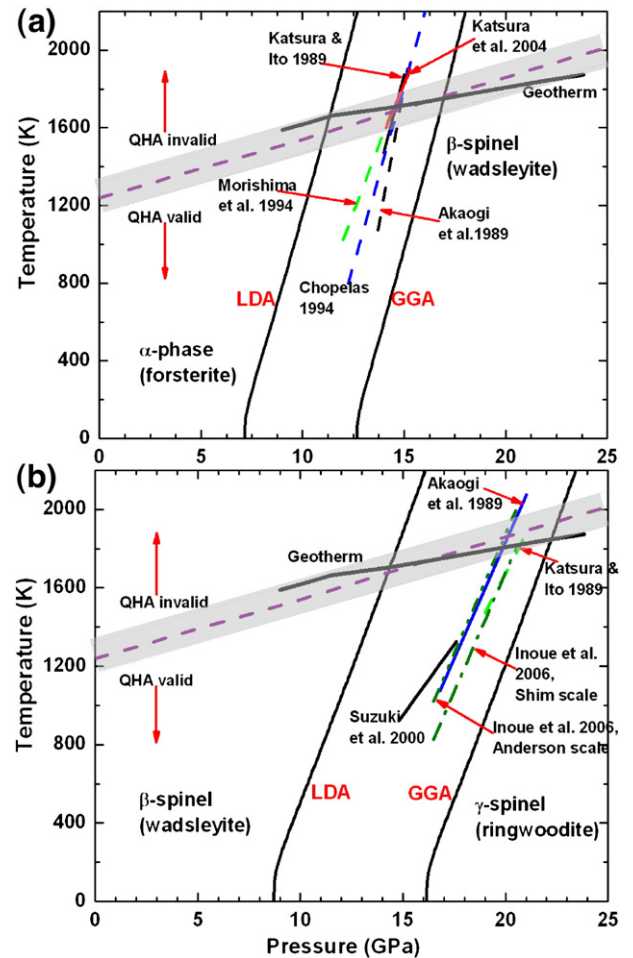 (a)
2000
1600
1200
800
400
0
Temperature (K)
Katsura &
Ito 1989
Katsura
et al. 2004
QHA invalid
Geotherm
β-spinel
(wadsleyite)
Morishima
et al. 1994
QHA valid
Akaogi
et al.1989
Chopelas
1994
LDA
GGA
α-phase
(forsterite)
0 5 10 15 20 25
(b)
2000
1600
1200
800
400
0
Temperature (K)
Akaogi
et al. 1989
Geotherm
QHA invalid
Katsura &
Ito 1989
Inoue et al.
2006,
Shim scale
QHA valid
Suzuki
et al. 2000
Inoue et al. 2006,
Anderson scale
LDA
GGA
β-spinel
(wadsleyite)
γ-spinel
(ringwoodite)
0 5 10 15 20 25
Pressure (GPa)